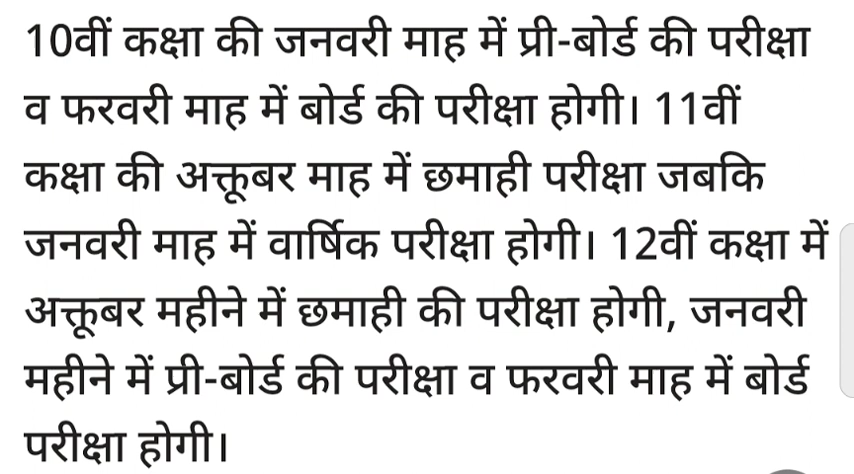 10वीं कक्षा की जनवरी माह में प्री-बोर्ड की परीक्षा
व फरवरी माह में बोर्ड की परीक्षा होगी। 11वीं
कक्षा की अक्तूबर माह में छमाही परीक्षा जबकि
जनवरी माह में वार्षिक परीक्षा होगी। 12वीं कक्षा में
अक्तूबर महीने में छमाही की परीक्षा होगी, जनवरी
महीने में प्री-बोर्ड की परीक्षा व फरवरी माह में बोर्ड
परीक्षा होगी।